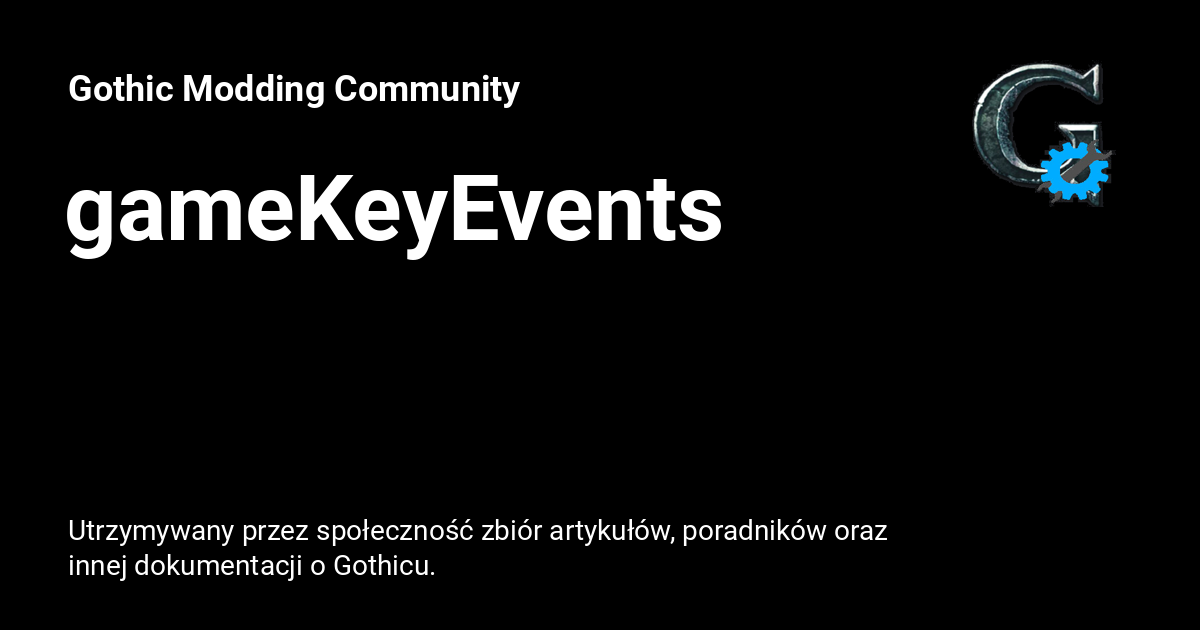 Gothic Modding Community
gameKeyEvents
Utrzymywany przez społeczność zbiór artykułów, poradników oraz
innej dokumentacji o Gothicu.